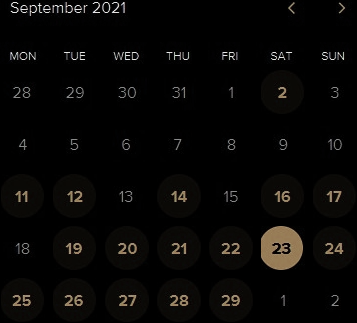 September 2021
MON TUE WED THU FRI SAT SUN
28 29 30 31 1 2 3
4 5 6 7 8 9 10
11 12 13 14 15 16 17
18 19 20 21 22 23 24
25 26 27 28 29 1 2